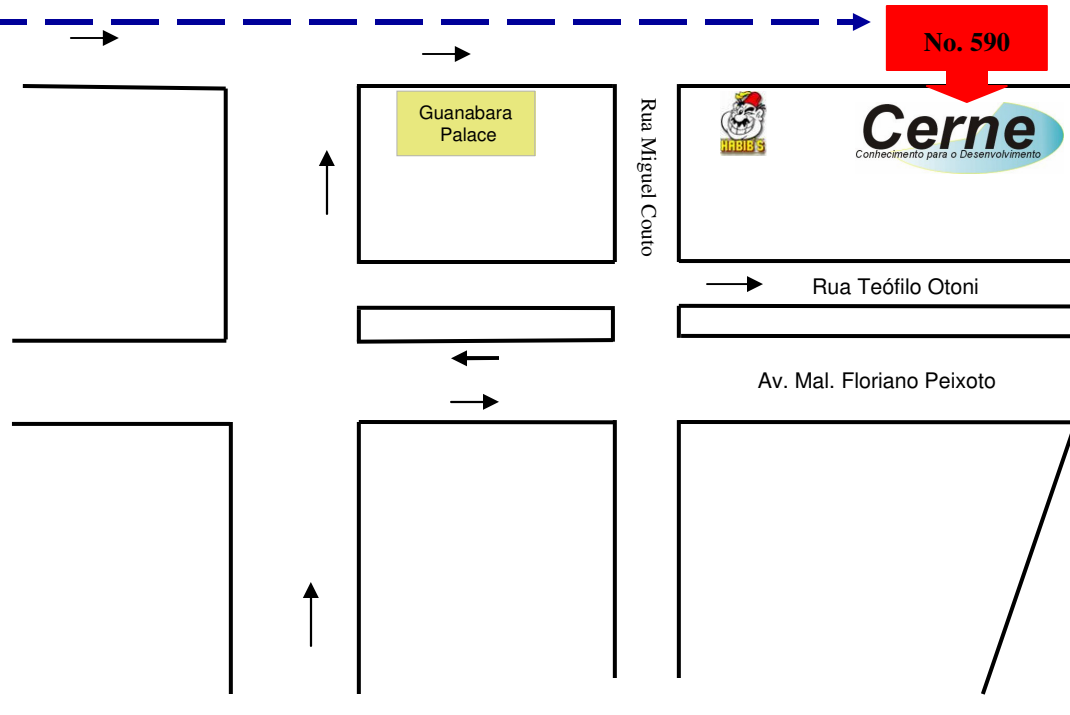 No. 590
Guanabara
Palace
Rua Miguel Couto
HABIB'S
Cerne
Conhecimento para o Desenvolvimento
Rua Teófilo Otoni
Av. Mal. Floriano Peixoto